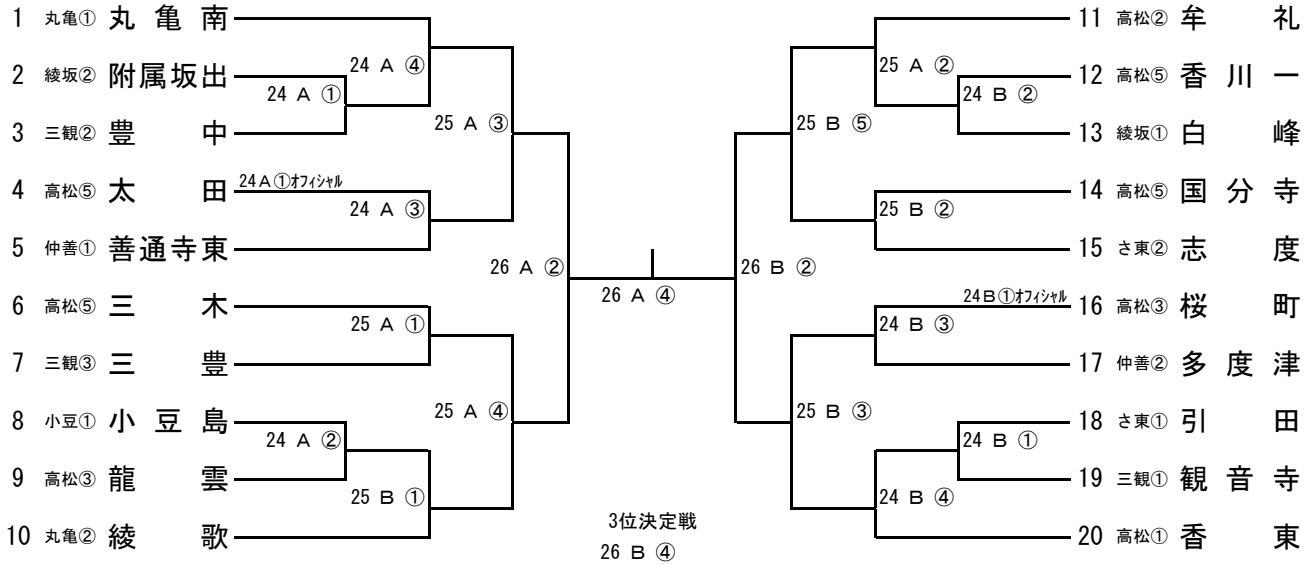 1 丸亀① 丸亀南
2 綾坂② 附属坂出
3 三観② 豊中
4 高松⑤ 太田
5 仲善① 善通寺東
6 高松⑤ 三木
7 三観③ 三豊
8 小豆① 小豆島
9 高松③ 龍雲
10 丸亀② 綾歌
24 A ④
24 A ①
25 A ③
24A①オフィシャル
24 A ③
26 A ②
25 A ①
25 A ④
24 A ②
25 B ①
26 A ④
3位決定戦
26 B ④
25 A ②
24 B ②
25 B ⑤
25 B ②
26 B ②
24B①オフィシャル
24 B ③
25 B ③
24 B ①
24 B ④
11 高松② 牟礼
12 高松⑤ 香川一
13 綾坂① 白峰
14 高松⑤ 国分寺
15 さ東② 志度
16 高松③ 桜町
17 仲善② 多度津
18 さ東① 引田
19 三観① 観音寺
20 高松① 香東